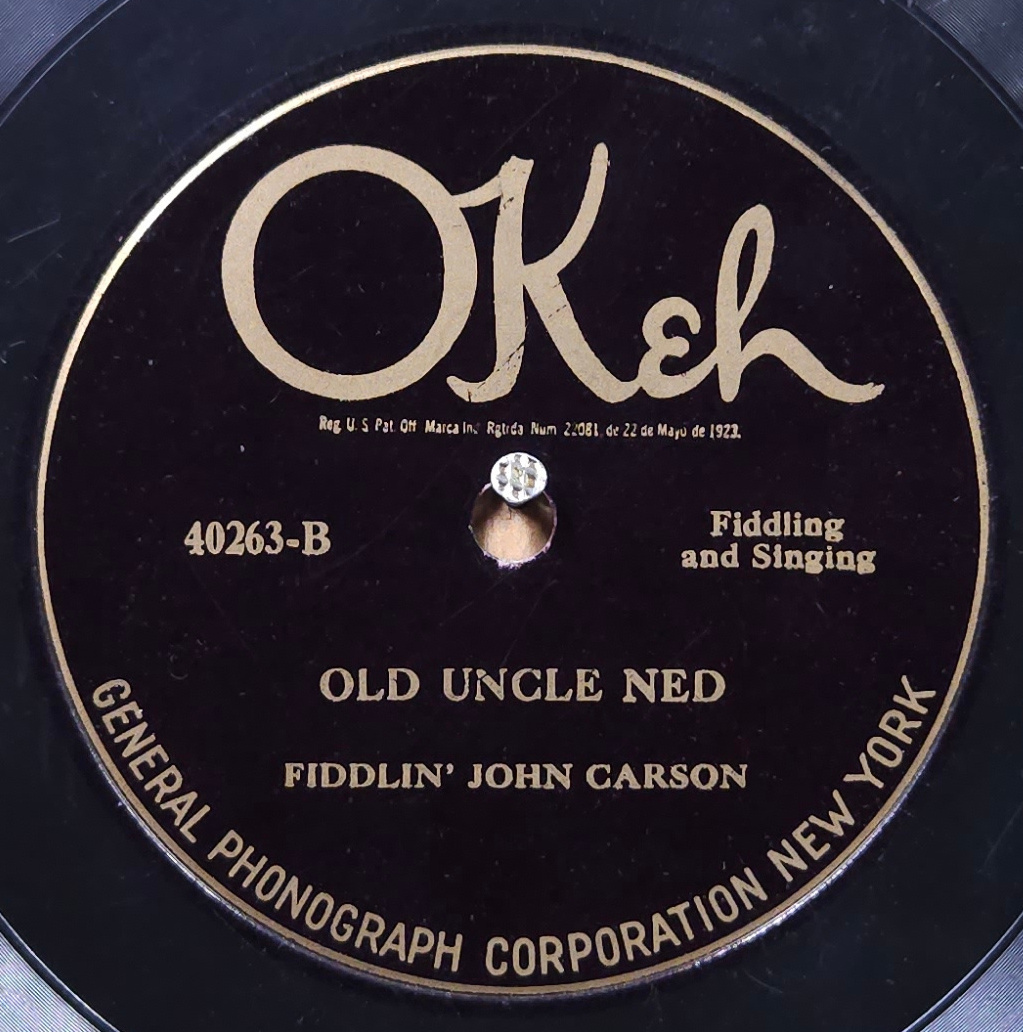 OKeh
Reg. U. S. Pat. Off. Marca Ind. Rgtrda Num 22081 de 22 de Mayo de 1923.
40263-B
Fiddling
and Singing
OLD UNCLE NED
FIDDLIN' JOHN CARSON
GENERAL PHONOGRAPH CORPORATION NEW YORK